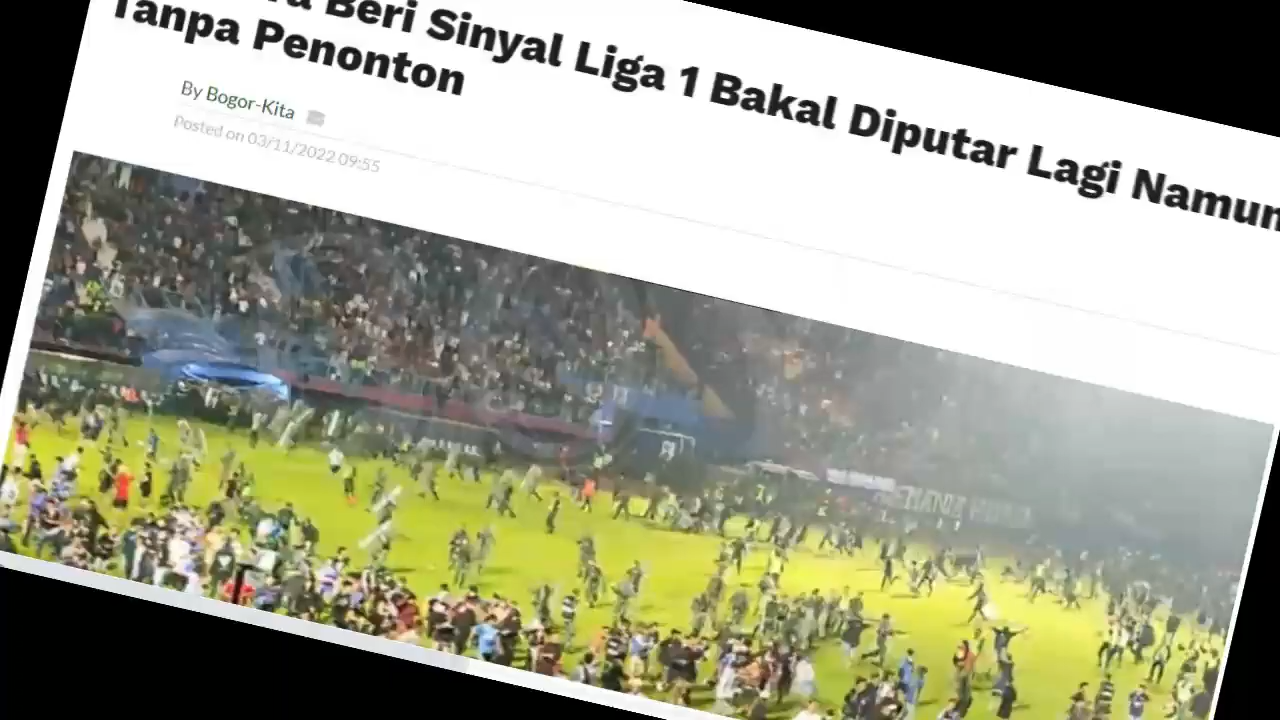 Beri Sinyal Liga 1 Bakal Diputar Lagi Namun
Tanpa Penonton
By Bogor-Kita
Posted on 03/11/2022 09:55